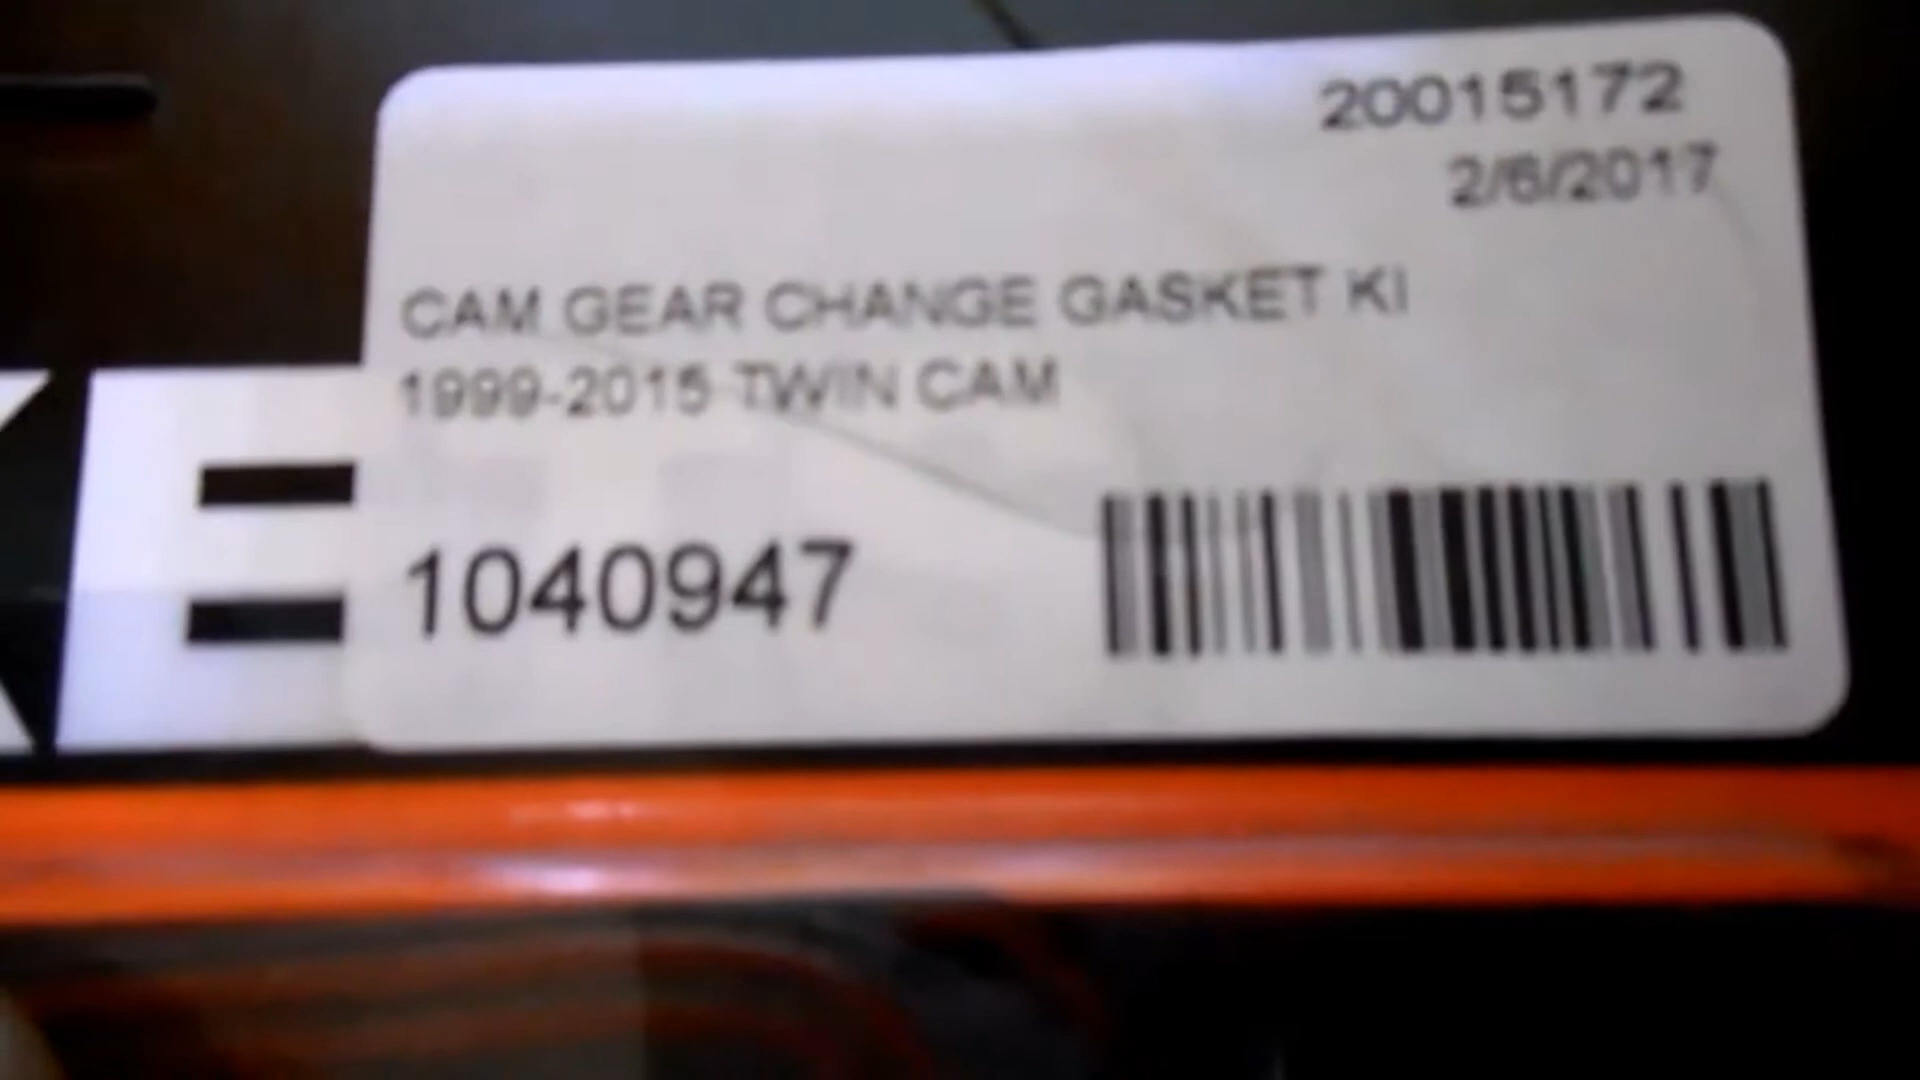 20015172
2/6/2017
CAM GEAR CHANGE GASKET KI
1999-2015 TWIN CAM
E 1040947